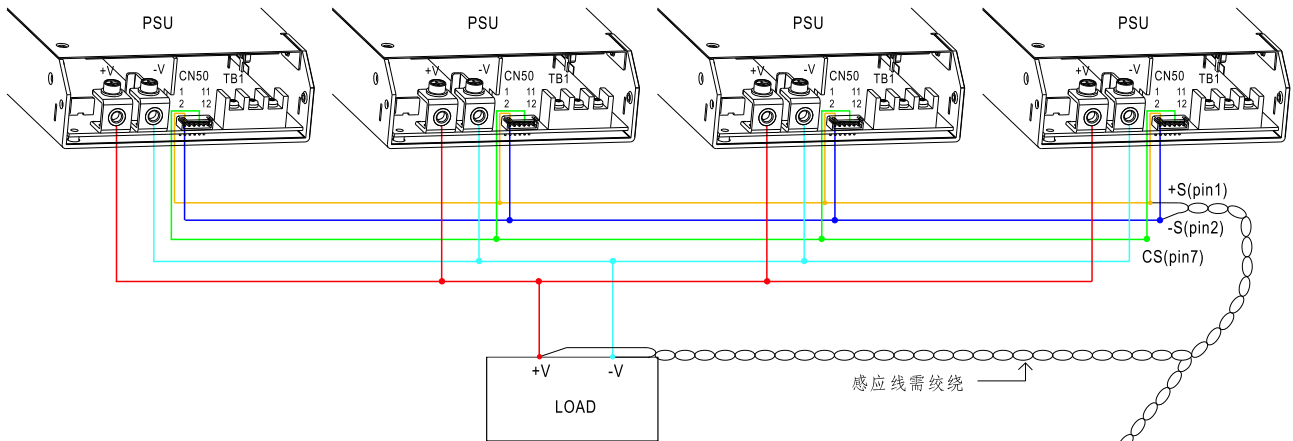 PSU PSU PSU PSU
+V -V CN50 TB1 +V -V CN50 TB1 +V -V CN50 TB1 +V -V CN50 TB1
1 11 1 11 1 11 1 11
2 12 2 12 2 12 2 12
+S(pin1)
-S(pin2)
CS(pin7)
+V -V
感应线需绞绕
LOAD